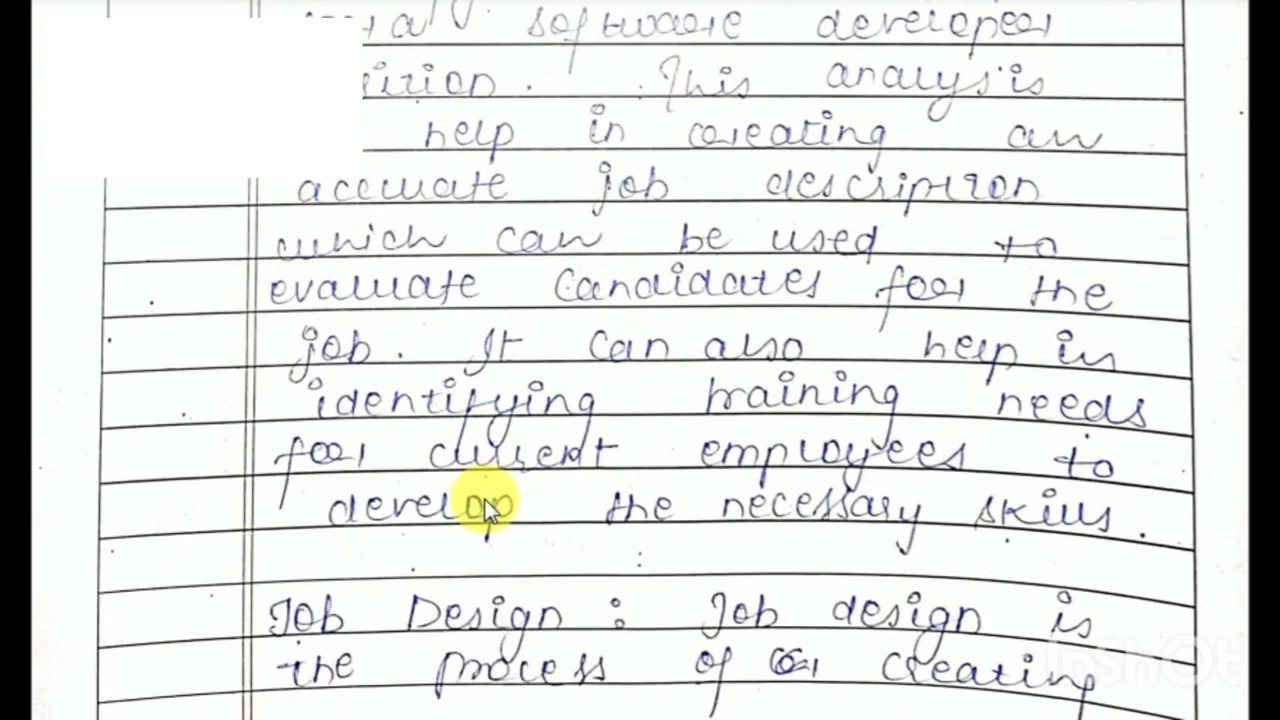 a software developer
. This analysis
help in creating an
accurate job description
which can be used to
evaluate candidates for the
job. It can also help in
identifying training needs
for current employees to
develop the necessary skills.
Job Design : Job design is
the process of creating
InShOt